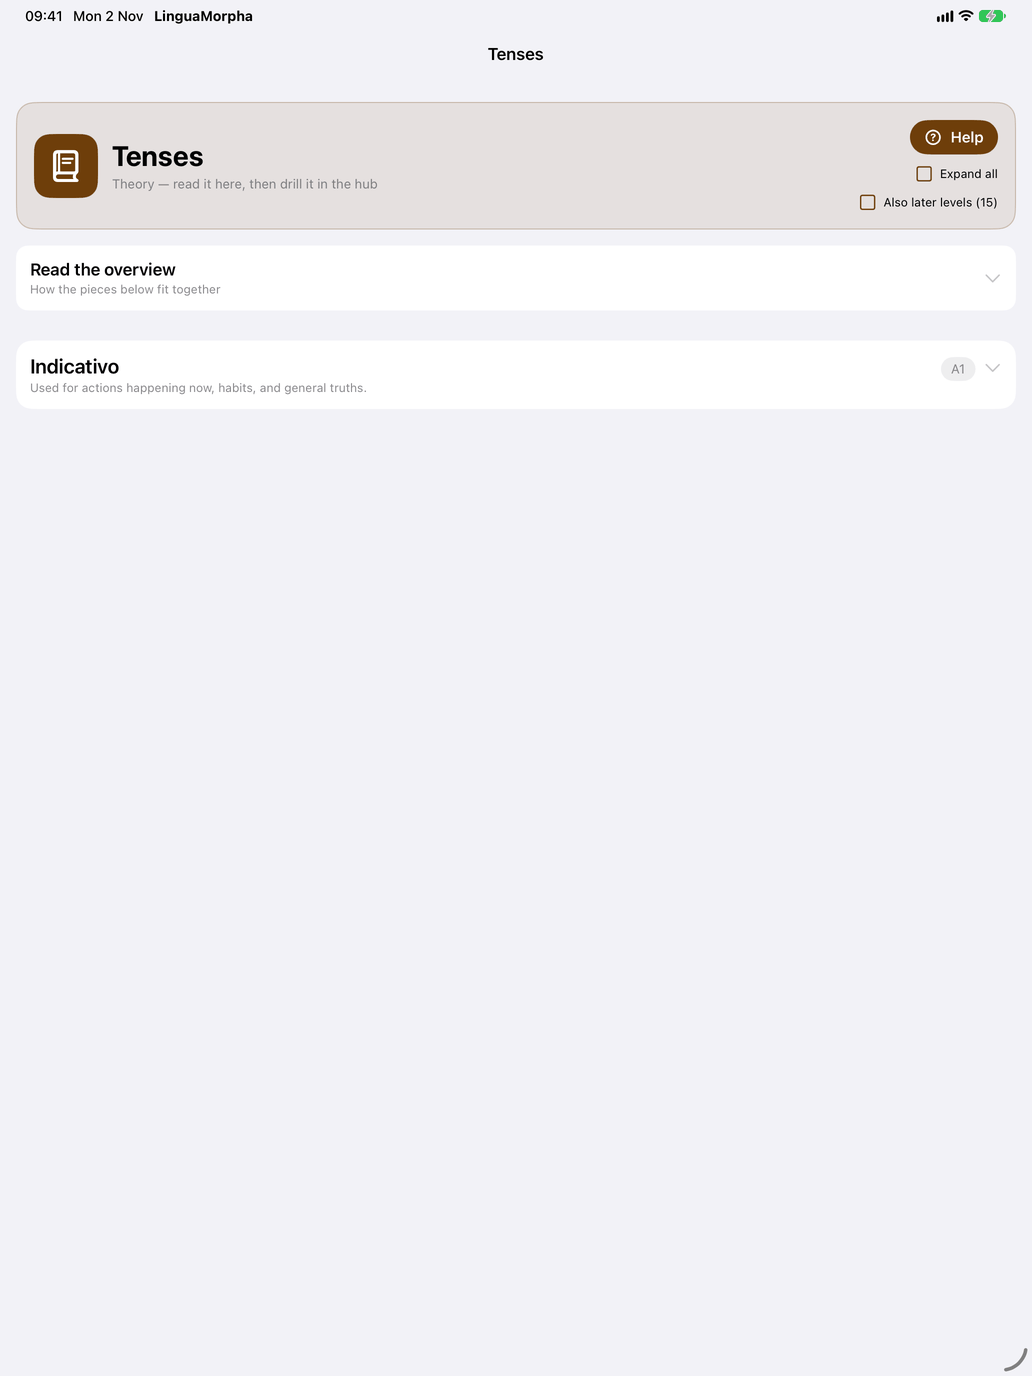 09:41 Mon 2 Nov LinguaMorpha
Tenses
Tenses
Theory — read it here, then drill it in the hub
Help
Expand all
Also later levels (15)
Read the overview
How the pieces below fit together
Indicativo
Used for actions happening now, habits, and general truths.
A1